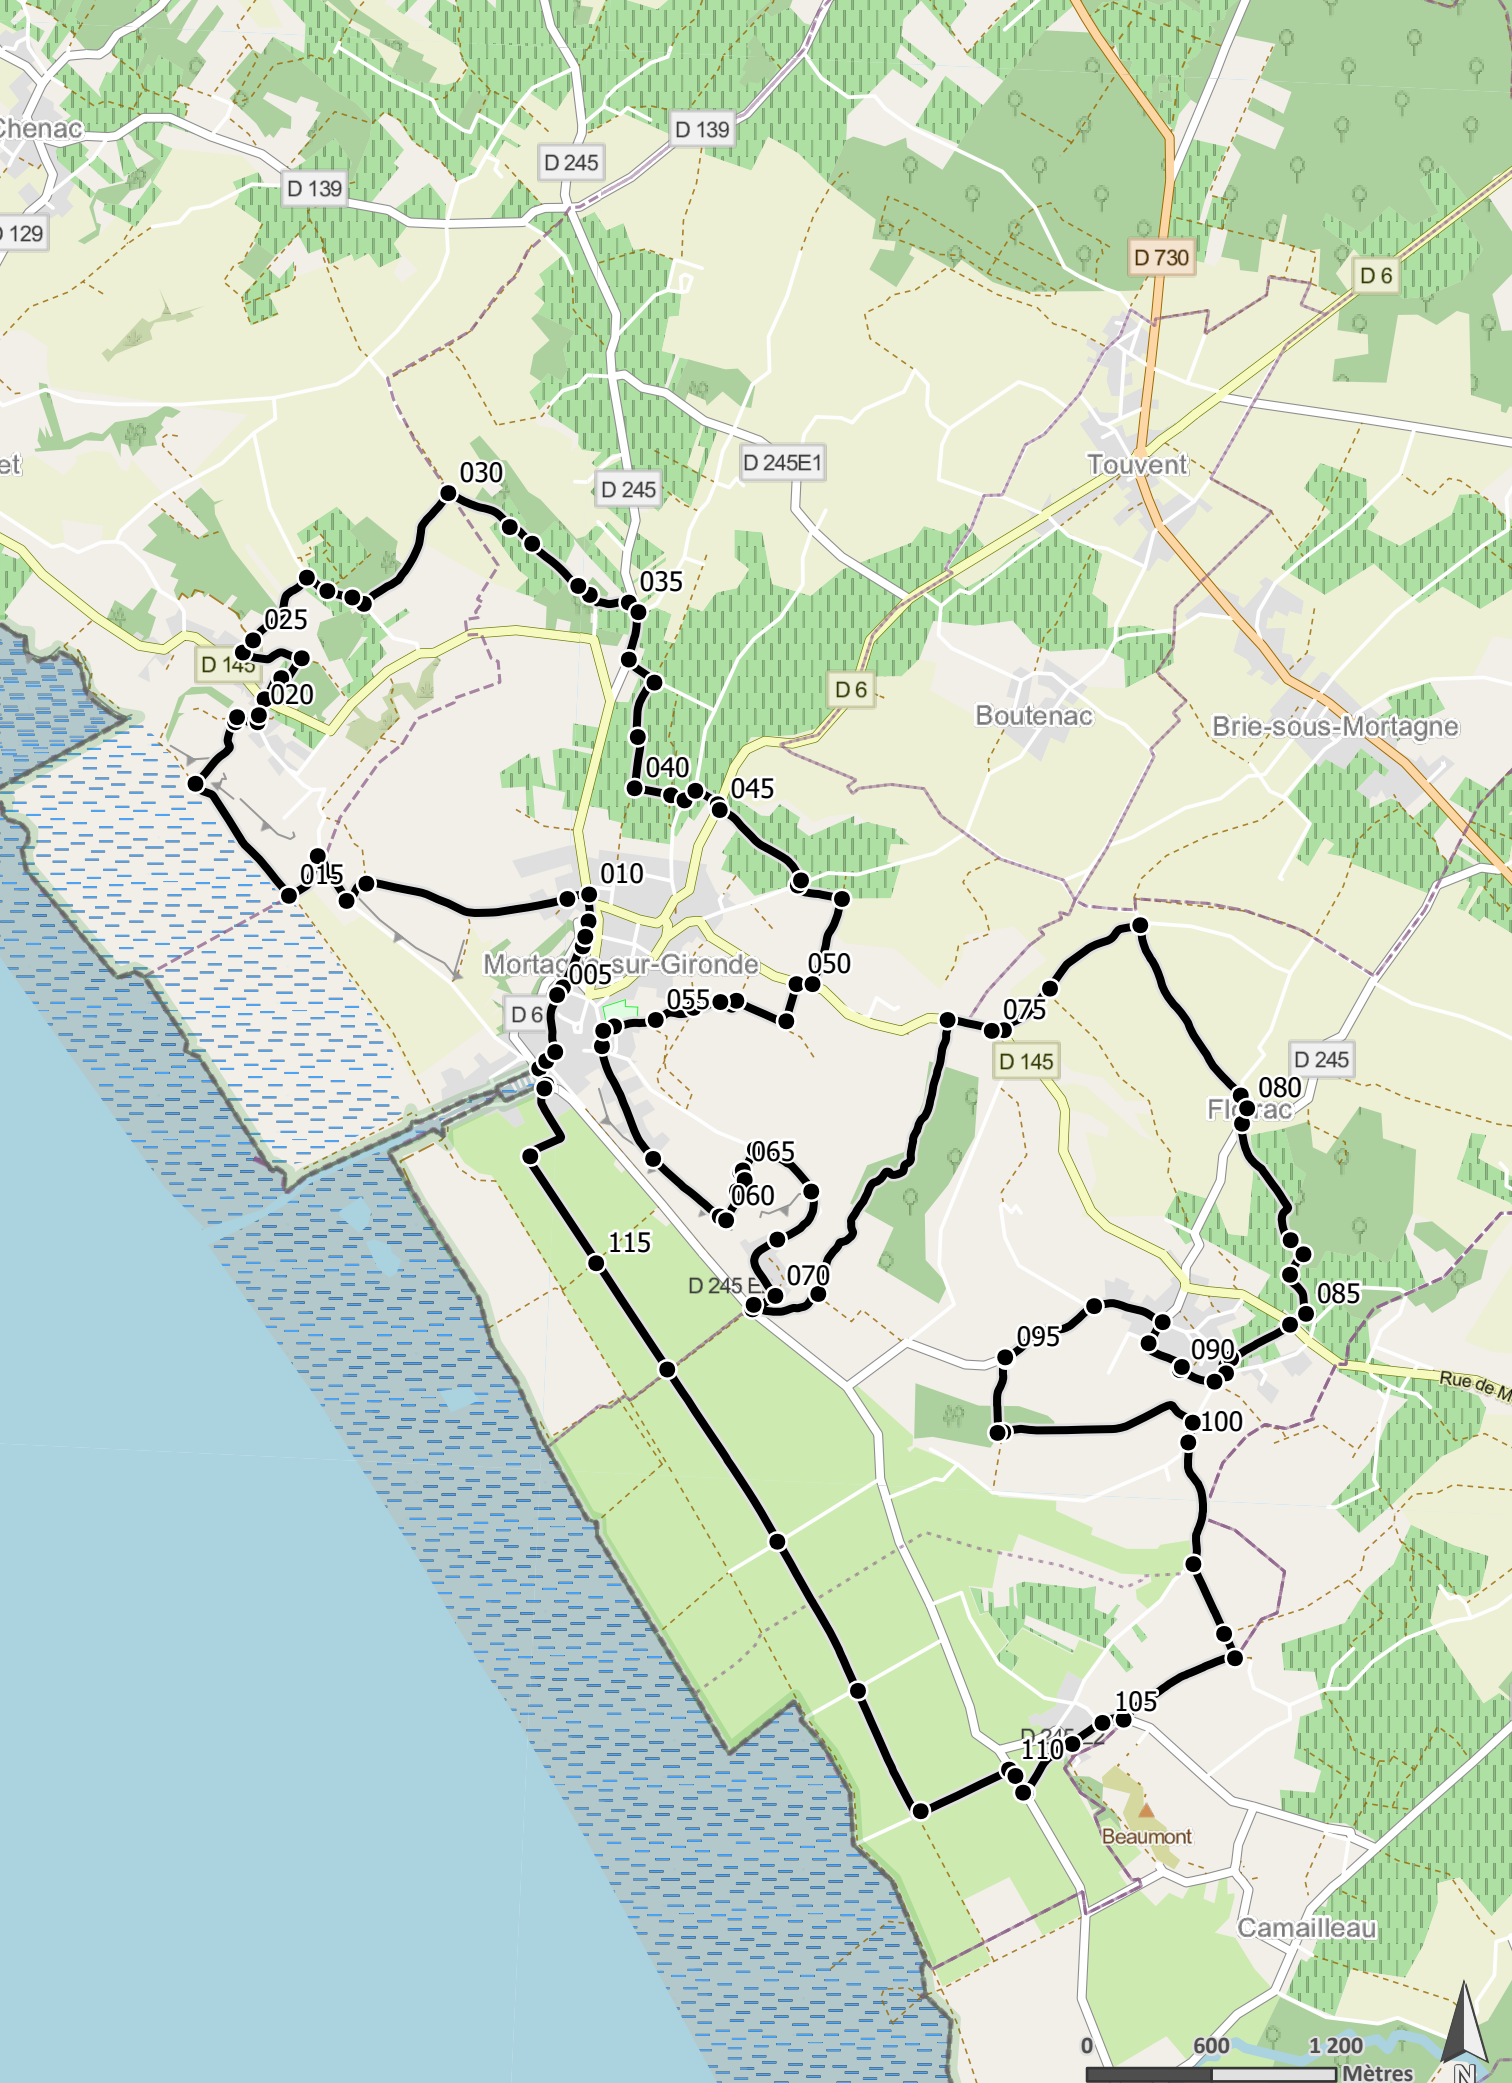 Chenac
D 139
D 245
D 139
D 129
D 730
D 6
D 245E1
Touvent
et
030
D 245
035
025
D 145
020
D 6
Boutenac
Brie-sous-Mortagne
040
045
015
010
Mortagne-sur-Gironde
005
050
D 6
055
075
D 145
D 245
080
Florac
065
060
115
070
D 245 E
085
095
090
Rue de M
100
105
110
Beaumont
Camailleau
0 600 1 200
Mètres
N